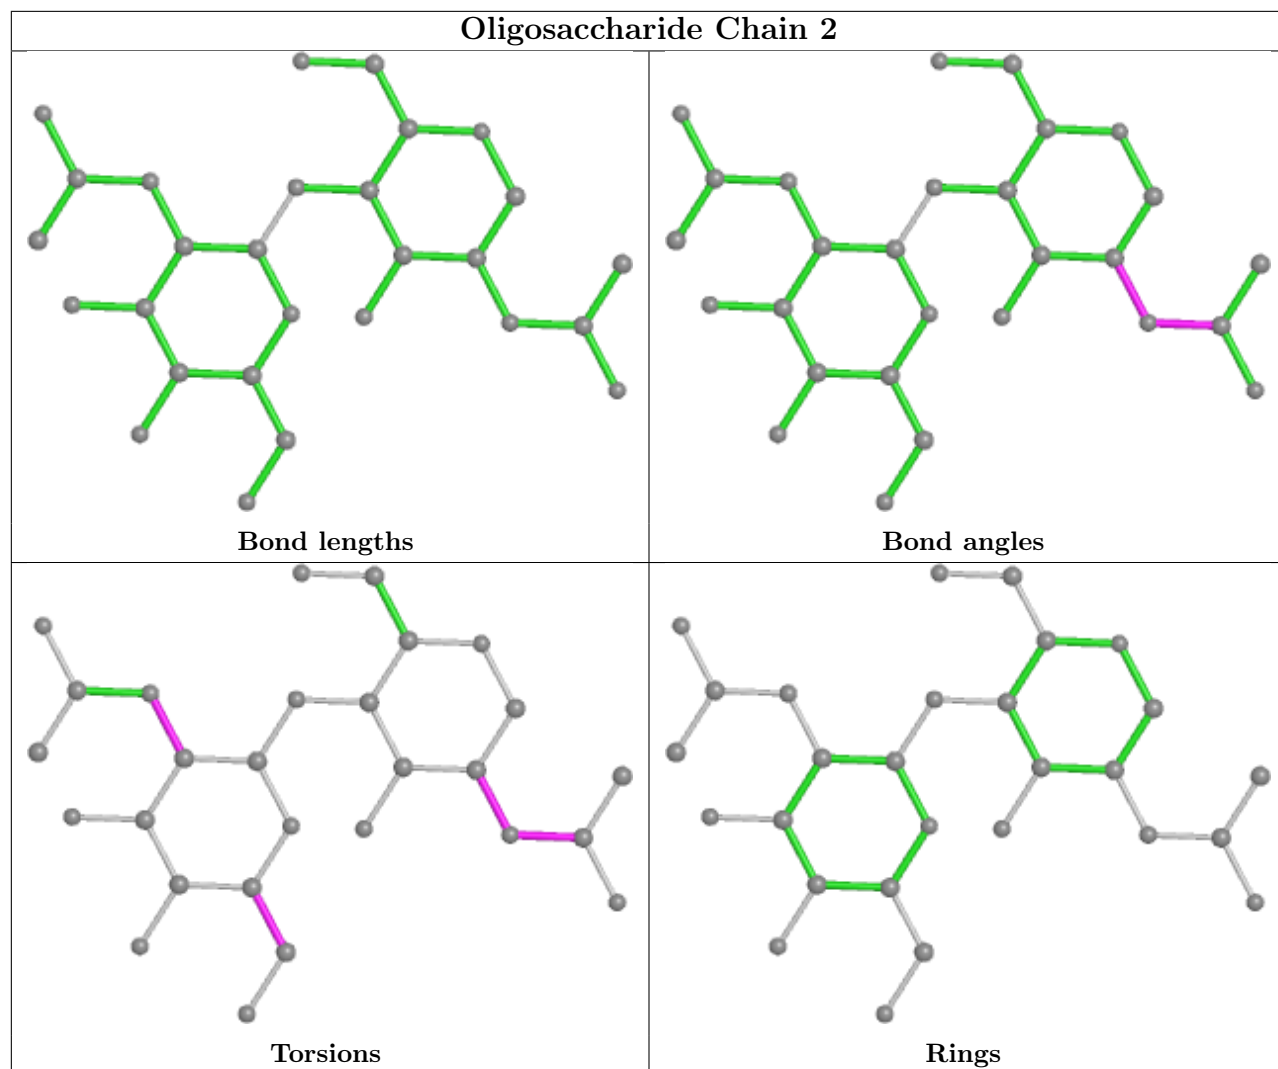 Oligosaccharide Chain 2
Bond lengths
Bond angles
Torsions
Rings